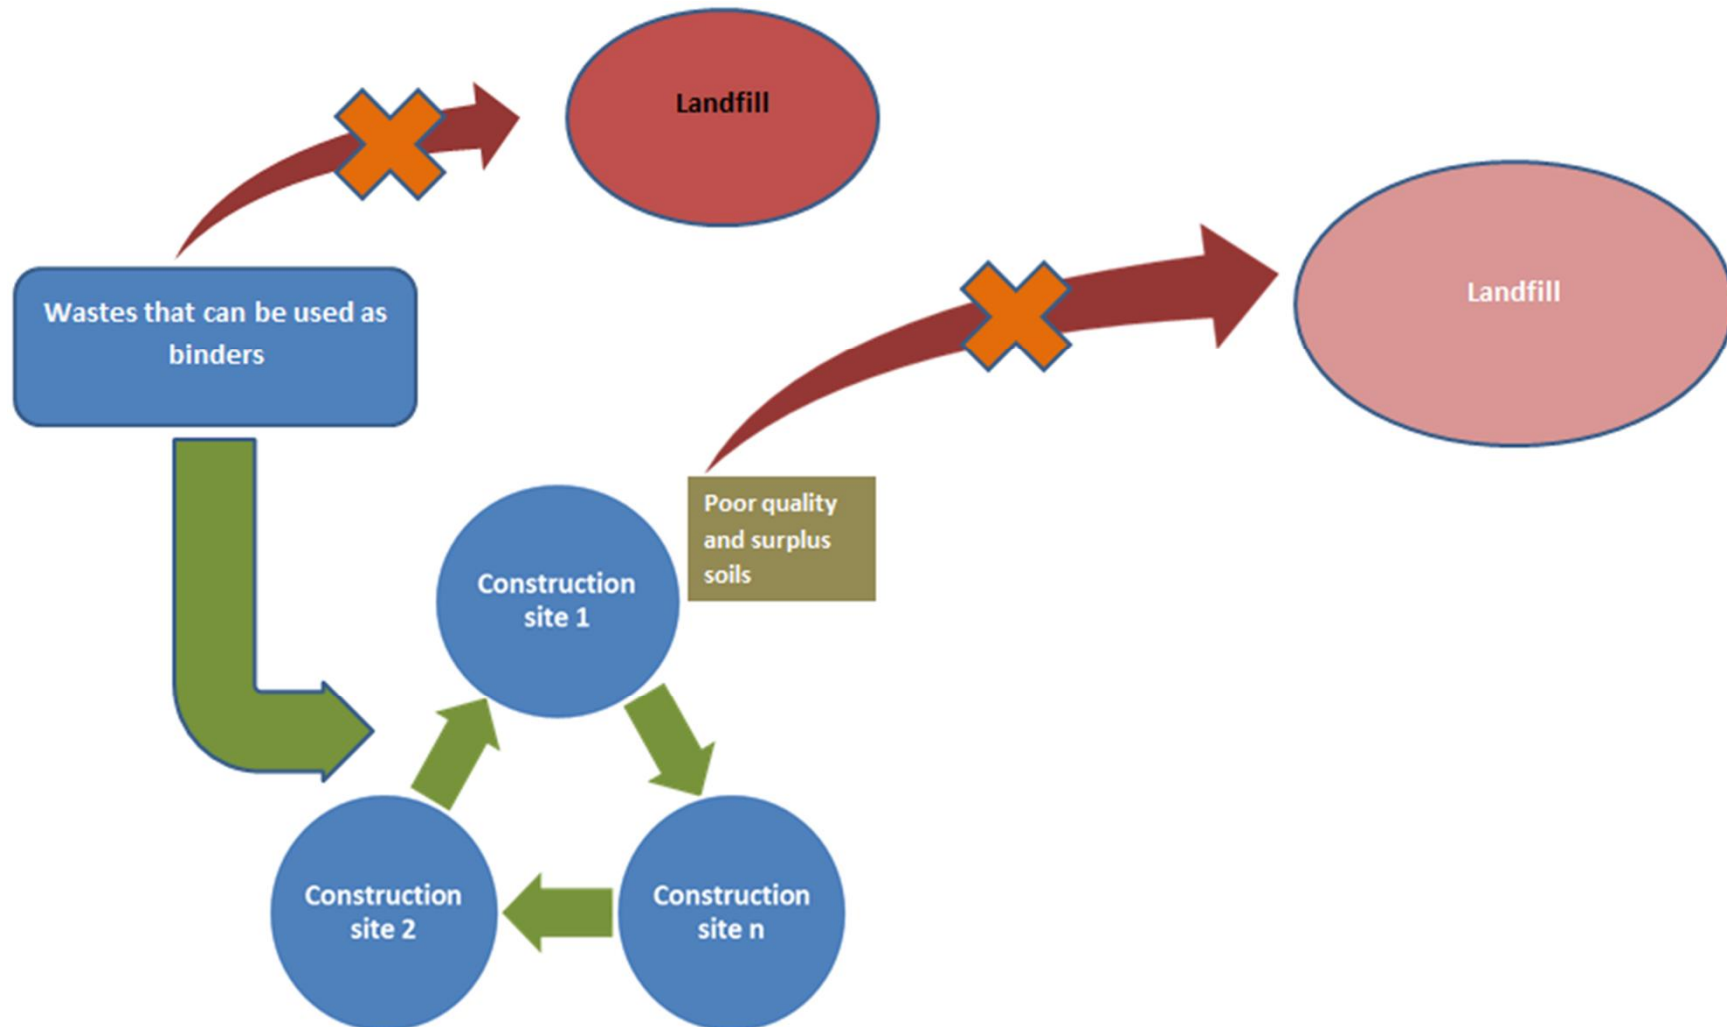 Landfill
Landfill
Wastes that can be used as
binders
Poor quality
and surplus
soils
Construction
site 1
Construction
site 2
Construction
site n